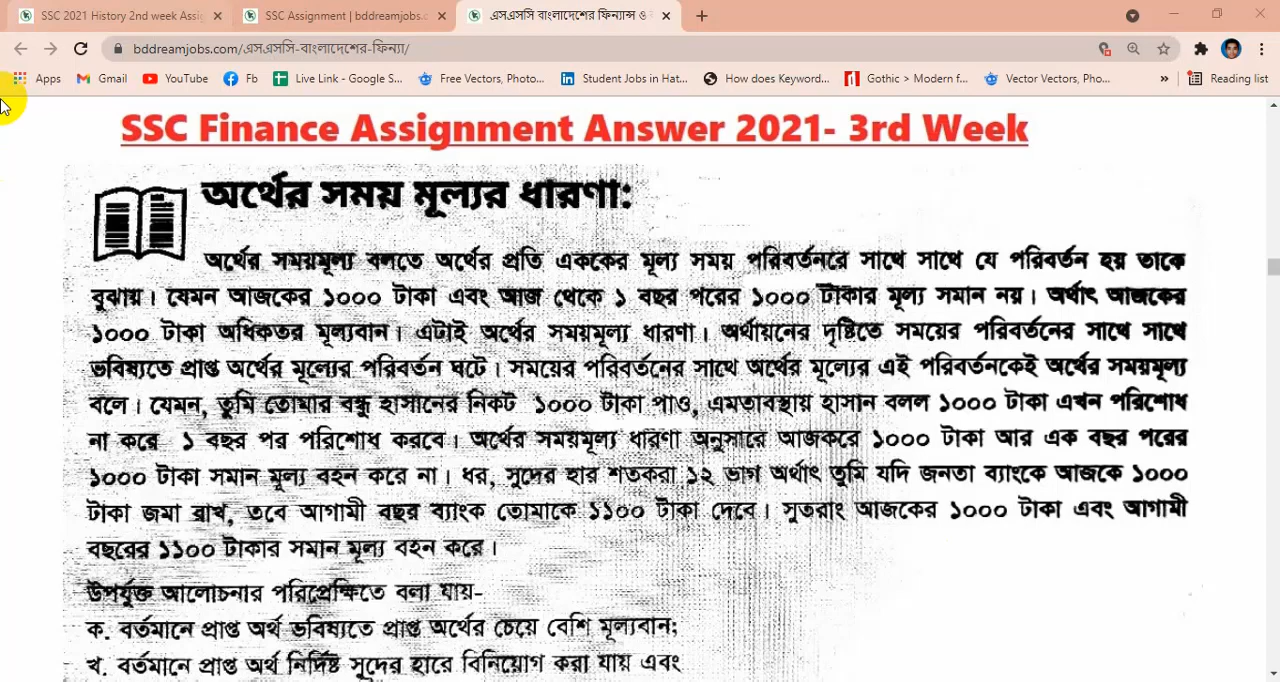 SSC 2021 History 2nd week Assig
SSC Assignment | bddreamjobs.c
এসএসসি বাংলাদেশের ফিন্যান্স ও ব
bddreamjobs.com/এসএসসি-বাংলাদেশের-ফিন্যা/
Apps Gmail YouTube Fb Live Link - Google S... Free Vectors, Photo... Student Jobs in Hat... How does Keyword... Gothic > Modern f... Vector Vectors, Pho... » Reading list
SSC Finance Assignment Answer 2021- 3rd Week
অর্থের সময় মূল্যর ধারণা:
অর্থের সময়মূল্য বলতে অর্থের প্রতি এককের মূল্য সময় পরিবর্তনরে সাথে সাথে যে পরিবর্তন হয় তাকে
বুঝায়। যেমন আজকের ১০০০ টাকা এবং আজ থেকে ১ বছর পরের ১০০০ টাকার মূল্য সমান নয়। অর্থাৎ আজকের
১০০০ টাকা অধিকতর মূল্যবান। এটাই অর্থের সময়মূল্য ধারণা। অর্থায়নের দৃষ্টিতে সময়ের পরিবর্তনের সাথে সাথে
ভবিষ্যতে প্রাপ্ত অর্থের মূল্যের পরিবর্তন ঘটে। সময়ের পরিবর্তনের সাথে অর্থের মূল্যের এই পরিবর্তনকেই অর্থের সময়মূল্য
বলে। যেমন, তুমি তোমার বন্ধু হাসানের নিকট ১০০০ টাকা পাও, এমতাবস্থায় হাসান বলল ১০০০ টাকা এখন পরিশোধ
না করে ১ বছর পর পরিশোধ করবে। অর্থের সময়মূল্য ধারণা অনুসারে আজকরে ১০০০ টাকা আর এক বছর পরের
১০০০ টাকা সমান মূল্য বহন করে না। ধর, সুদের হার শতকরা ১২ ভাগ অর্থাৎ তুমি যদি জনতা ব্যাংকে আজকে ১০০০
টাকা জমা রাখ, তবে আগামী বছর ব্যাংক তোমাকে ১১০০ টাকা দেবে। সুতরাং আজকের ১০০০ টাকা এবং আগামী
বছরের ১১০০ টাকার সমান মূল্য বহন করে।
উপর্যুক্ত আলোচনার পরিপ্রেক্ষিতে বলা যায়-
ক. বর্তমানে প্রাপ্ত অর্থ ভবিষ্যতে প্রাপ্ত অর্থের চেয়ে বেশি মূল্যবান;
খ. বর্তমানে প্রাপ্ত অর্থ নির্দিষ্ট সুদের হারে বিনিয়োগ করা যায় এবং